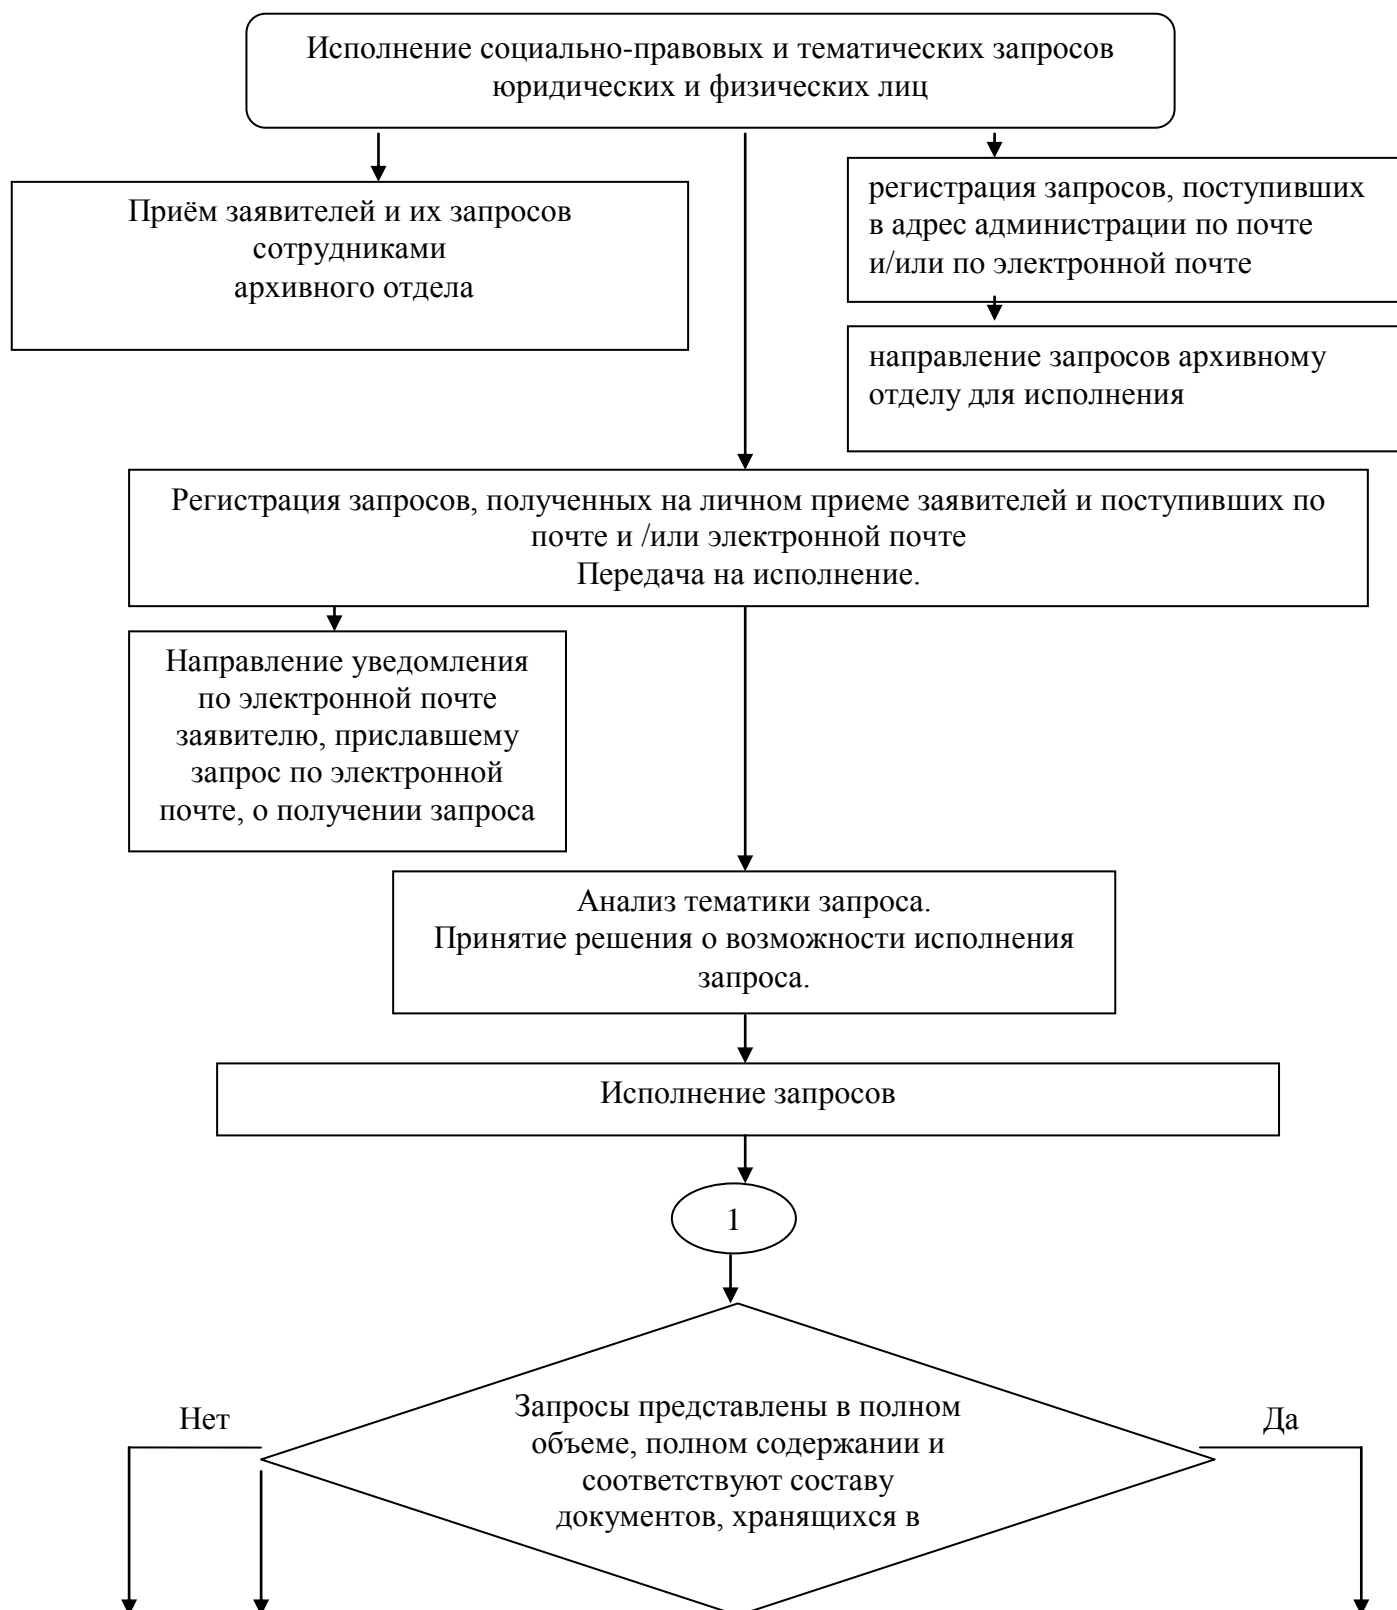 Исполнение социально-правовых и тематических запросов
юридических и физических лиц
Приём заявителей и их запросов
сотрудниками
архивного отдела
регистрация запросов, поступивших
в адрес администрации по почте
и/или по электронной почте
направление запросов архивному
отделу для исполнения
Регистрация запросов, полученных на личном приеме заявителей и поступивших по
почте и /или электронной почте
Передача на исполнение.
Направление уведомления
по электронной почте
заявителю, приславшему
запрос по электронной
почте, о получении запроса
Анализ тематики запроса.
Принятие решения о возможности исполнения
запроса.
Исполнение запросов
1
Нет
Запросы представлены в полном
объеме, полном содержании и
соответствуют составу
документов, хранящихся в
Да